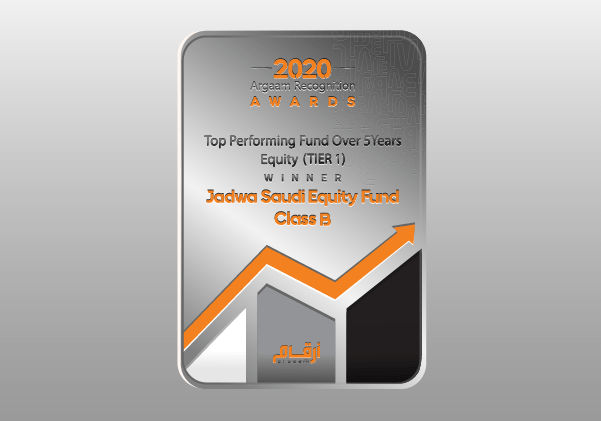 2020
Argaam Recognition
AWARDS
Top Performing Fund Over 5Years
Equity (TIER 1)
WINNER
Jadwa Saudi Equity Fund
Class B
أرقام